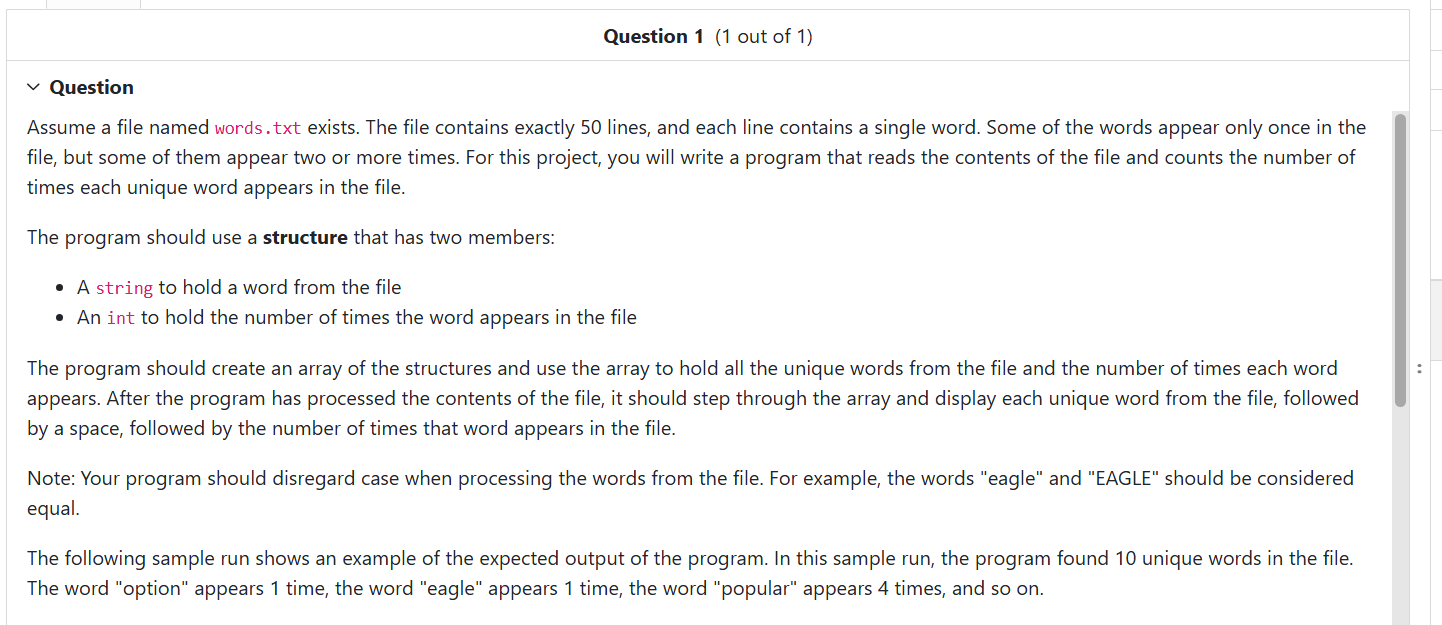 Question 1 (1 out of 1)
Question
Assume a file named words.txt exists. The file contains exactly 50 lines, and each line contains a single word. Some of the words appear only once in the
file, but some of them appear two or more times. For this project, you will write a program that reads the contents of the file and counts the number of
times each unique word appears in the file.
The program should use a structure that has two members:
• A string to hold a word from the file
• An int to hold the number of times the word appears in the file
The program should create an array of the structures and use the array to hold all the unique words from the file and the number of times each word
appears. After the program has processed the contents of the file, it should step through the array and display each unique word from the file, followed
by a space, followed by the number of times that word appears in the file.
Note: Your program should disregard case when processing the words from the file. For example, the words "eagle" and "EAGLE" should be considered
equal.
The following sample run shows an example of the expected output of the program. In this sample run, the program found 10 unique words in the file.
The word "option" appears 1 time, the word "eagle" appears 1 time, the word "popular" appears 4 times, and so on.